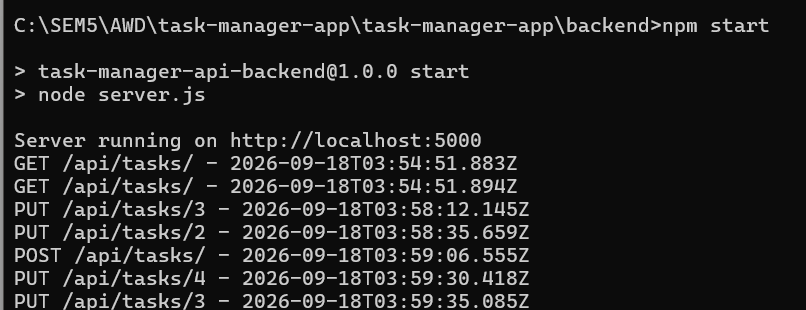 C:\SEM5\AWD\task-manager-app\task-manager-app\backend>npm start
> task-manager-api-backend@1.0.0 start
> node server.js
Server running on http://localhost:5000
GET /api/tasks/ - 2026-09-18T03:54:51.883Z
GET /api/tasks/ - 2026-09-18T03:54:51.894Z
PUT /api/tasks/3 - 2026-09-18T03:58:12.145Z
PUT /api/tasks/2 - 2026-09-18T03:58:35.659Z
POST /api/tasks/ - 2026-09-18T03:59:06.555Z
PUT /api/tasks/4 - 2026-09-18T03:59:30.418Z
PUT /api/tasks/3 - 2026-09-18T03:59:35.085Z